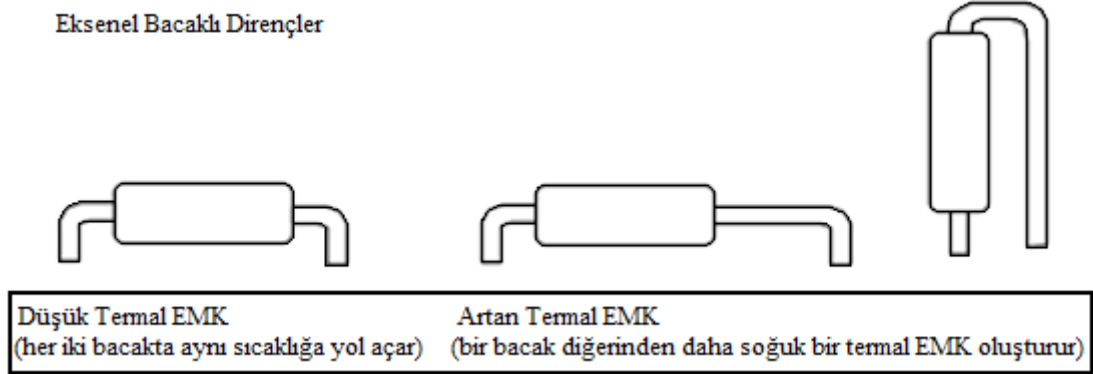 Eksenel Bacaklı Dirençler
Düşük Termal EMK
(her iki bacakta aynı sıcaklığa yol açar)
Artan Termal EMK
(bir bacak diğerinden daha soğuk bir termal EMK oluşturur)